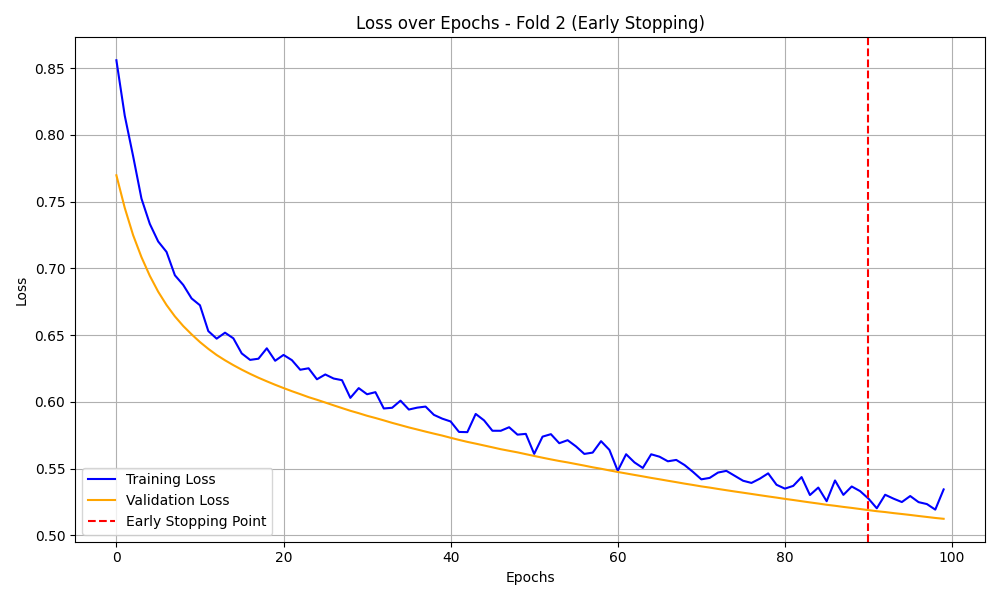 Loss over Epochs - Fold 2 (Early Stopping)
0.85
0.80
0.75
0.70
0.65
0.60
0.55
0.50
Loss
Training Loss
Validation Loss
Early Stopping Point
0 20 40 60 80 100
Epochs